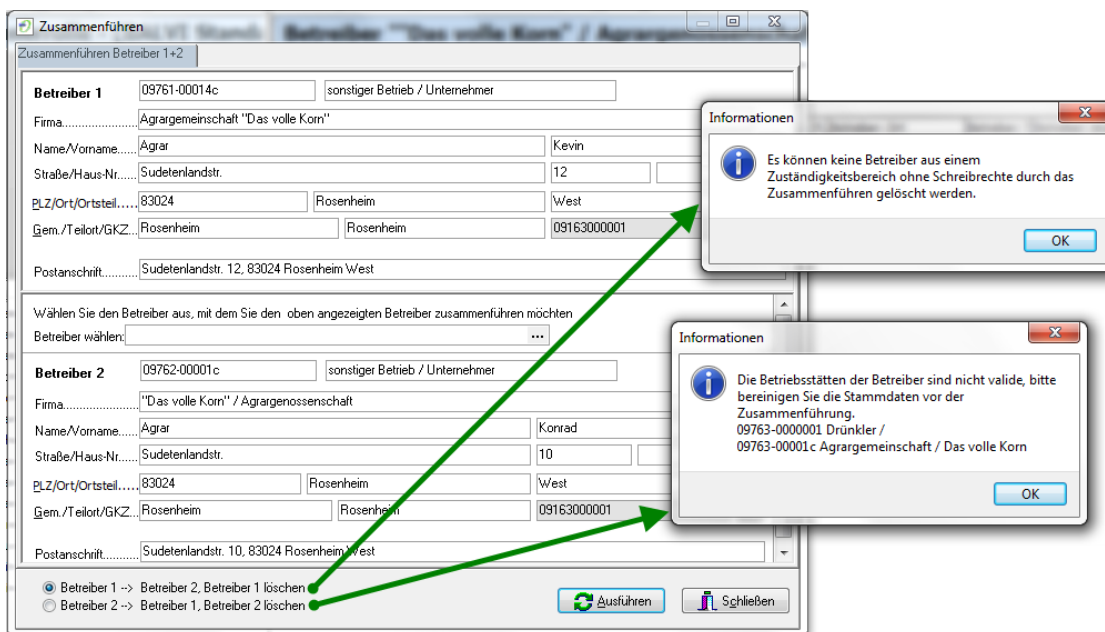 Zusammenführen
Betreiber ""Das volle Korn" / Agrargenossenscha
Zusammenführen Betreiber 1+2
Betreiber 1 09761-00014c sonstiger Betrieb / Unternehmer
Firma...................... Agrargemeinschaft "Das volle Korn"
Name/Vorname..... Agrar Kevin
Straße/Haus-Nr...... Sudetenlandstr. 12
PLZ/Ort/Ortsteil..... 83024 Rosenheim West
Gem./Teilort/GKZ... Rosenheim Rosenheim 09163000001
Postanschrift.......... Sudetenlandstr. 12, 83024 Rosenheim West
Wählen Sie den Betreiber aus, mit dem Sie den oben angezeigten Betreiber zusammenführen möchten
Betreiber wählen: ...
Betreiber 2 09762-00001c sonstiger Betrieb / Unternehmer
Firma...................... "Das volle Korn" / Agrargenossenschaft
Name/Vorname..... Agrar Konrad
Straße/Haus-Nr...... Sudetenlandstr. 10
PLZ/Ort/Ortsteil..... 83024 Rosenheim West
Gem./Teilort/GKZ... Rosenheim Rosenheim 09163000001
Postanschrift.......... Sudetenlandstr. 10, 83024 Rosenheim West
Betreiber 1 --> Betreiber 2, Betreiber 1 löschen
Betreiber 2 --> Betreiber 1, Betreiber 2 löschen
Ausführen Schließen
Informationen
Es können keine Betreiber aus einem
Zuständigkeitsbereich ohne Schreibrechte durch das
Zusammenführen gelöscht werden.
OK
Informationen
Die Betriebsstätten der Betreiber sind nicht valide, bitte
bereinigen Sie die Stammdaten vor der
Zusammenführung.
09763-0000001 Drünkler /
09763-00001c Agrargemeinschaft / Das volle Korn
OK